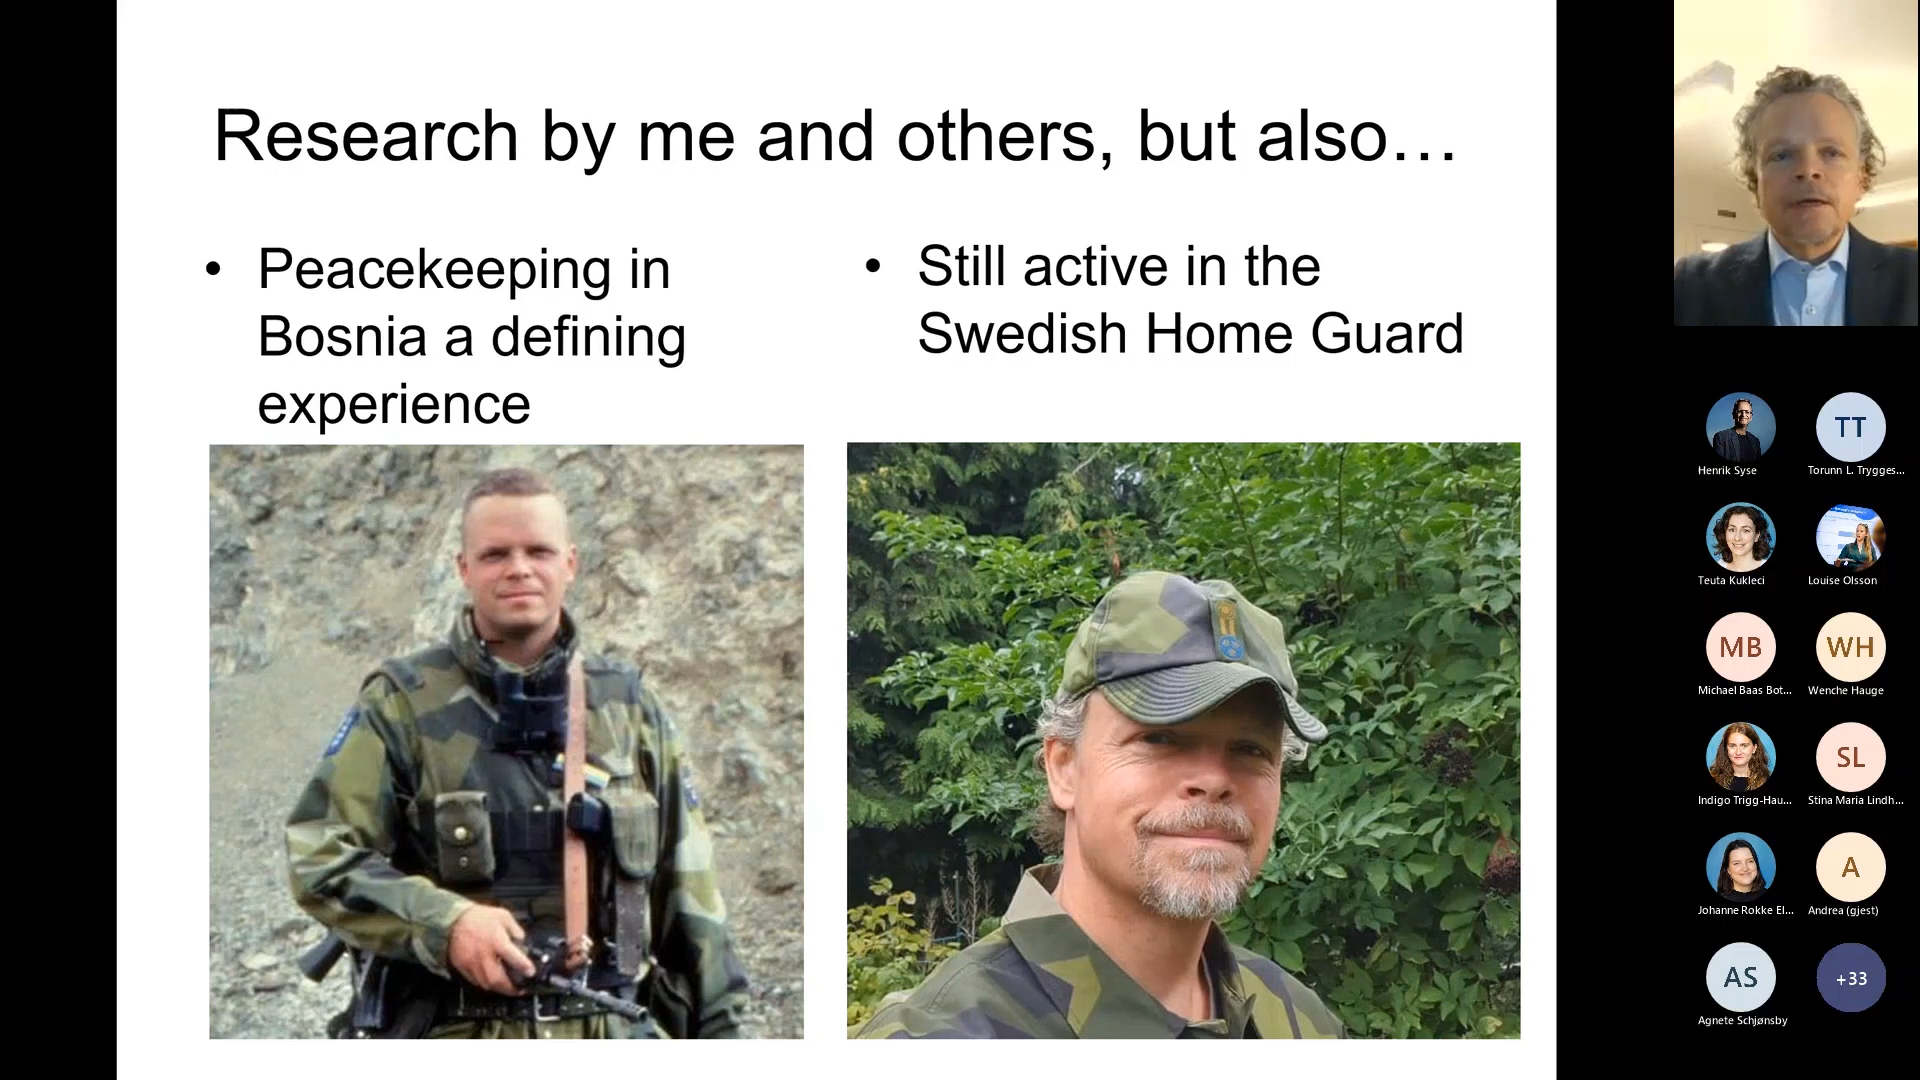 Research by me and others, but also…
• Peacekeeping in
Bosnia a defining
experience
• Still active in the
Swedish Home Guard
Henrik Syse
TT
Torunn L. Trygges...
Teuta Kukleci
Louise Olsson
MB
Michael Baas Bot...
WH
Wenche Hauge
Indigo Trigg-Hau...
SL
Stina Maria Lindh...
Johanne Rokke El...
A
Andrea (gjest)
AS
Agnete Schjønsby
+33